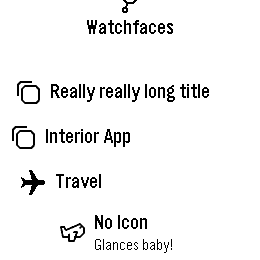 Watchfaces
Really really long title
Interior App
Travel
No Icon
Glances baby!